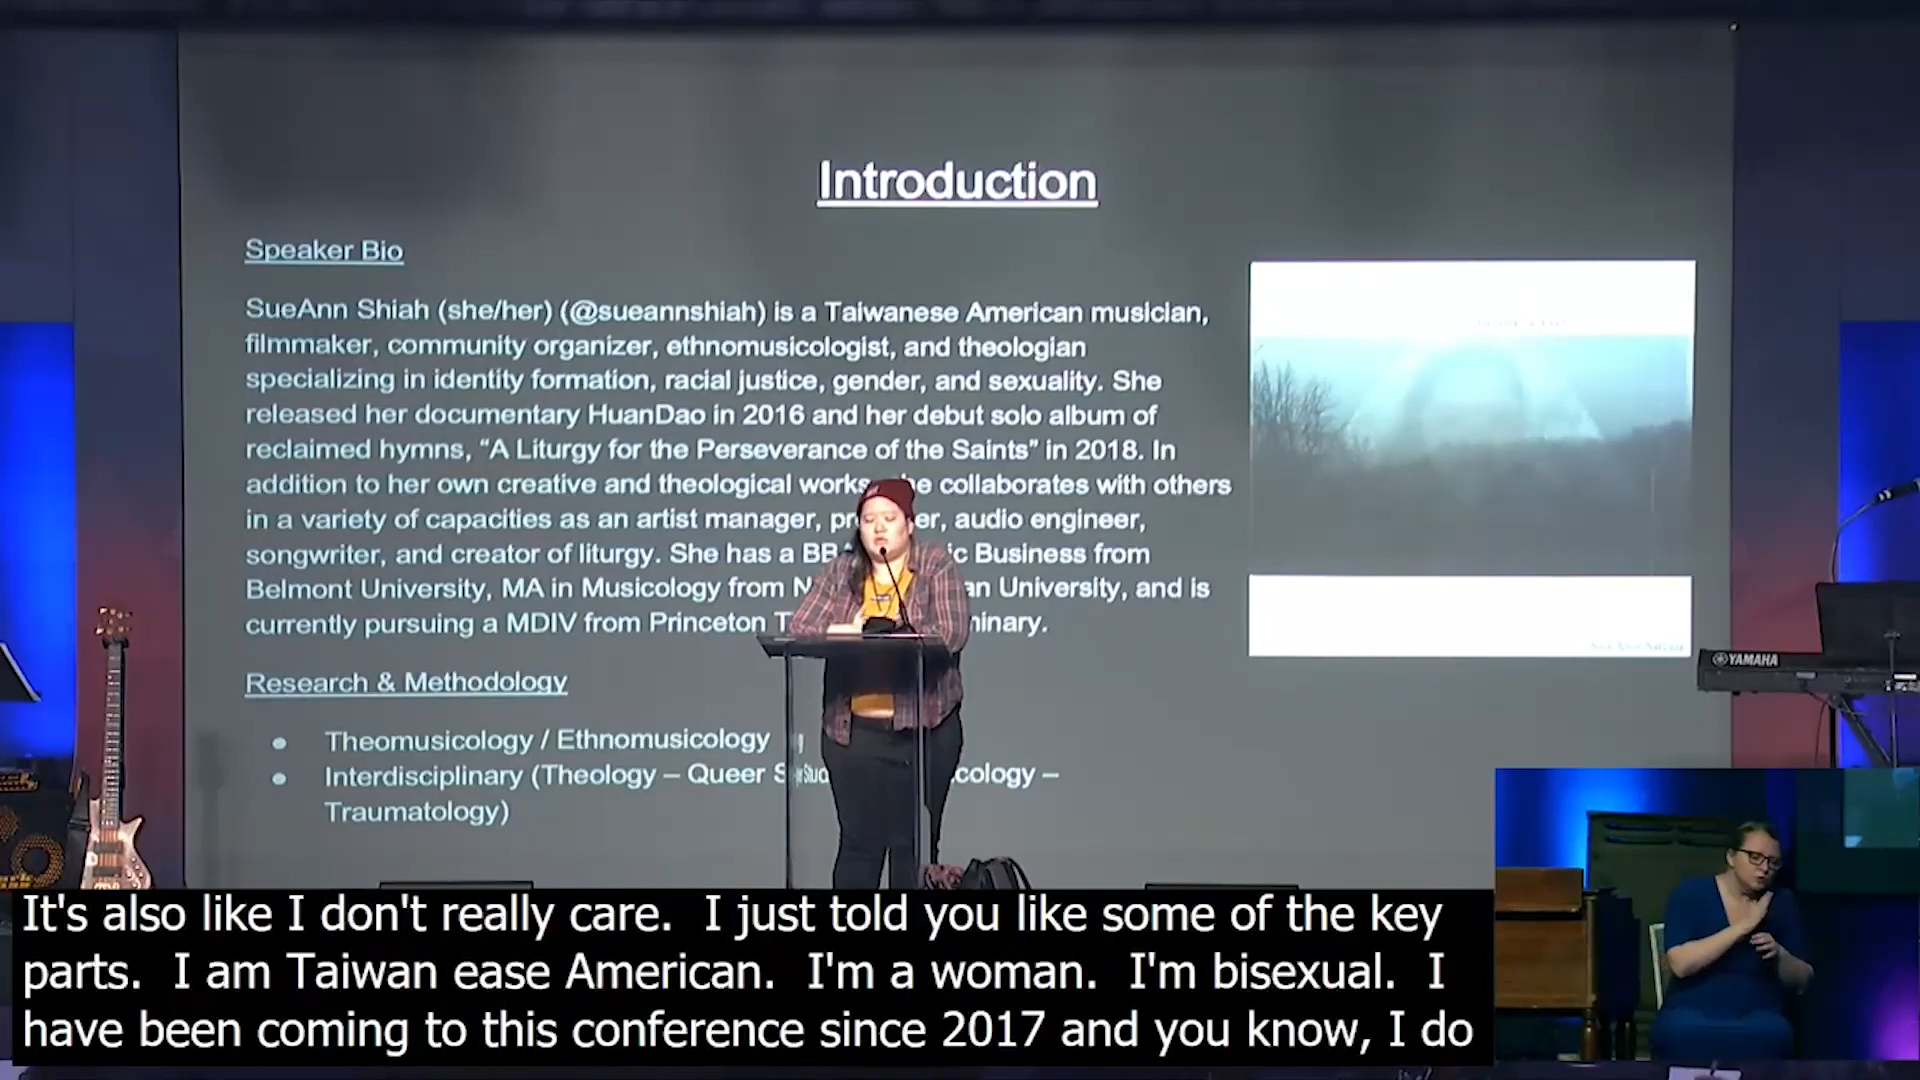 Introduction
Speaker Bio
SueAnn Shiah (she/her) (@sueannshiah) is a Taiwanese American musician,
filmmaker, community organizer, ethnomusicologist, and theologian
specializing in identity formation, racial justice, gender, and sexuality. She
released her documentary HuanDao in 2016 and her debut solo album of
reclaimed hymns, “A Liturgy for the Perseverance of the Saints” in 2018. In
addition to her own creative and theological works collaborates with others
in a variety of capacities as an artist manager, audio engineer,
songwriter, and creator of liturgy. She has a Business from
Belmont University, MA in Musicology from University, and is
currently pursuing a MDIV from Princeton
Research & Methodology
● Theomusicology / Ethnomusicology
● Interdisciplinary (Theology – Queer –
Traumatology)
YAMAHA
It's also like I don't really care. I just told you like some of the key
parts. I am Taiwan ease American. I'm a woman. I'm bisexual. I
have been coming to this conference since 2017 and you know, I do